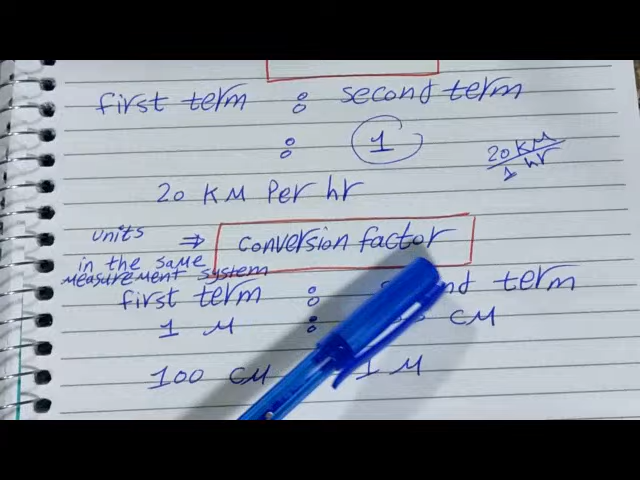 first term : second term
: 1
20 KM
1 hr
20 KM Per hr
units ⇒ conversion factor
in the same
measurement system
first term : term
1 M : CM
100 CM 1 M